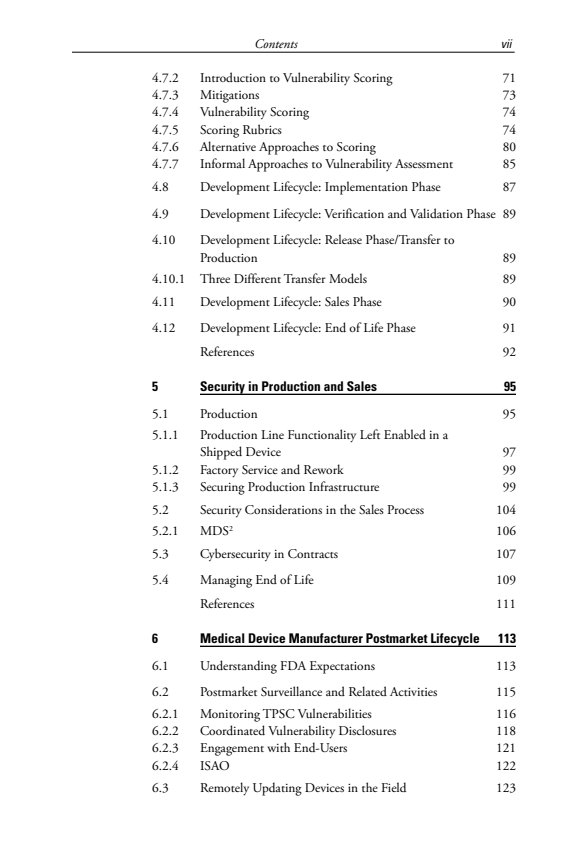 Contents vii
4.7.2 Introduction to Vulnerability Scoring 71
4.7.3 Mitigations 73
4.7.4 Vulnerability Scoring 74
4.7.5 Scoring Rubrics 74
4.7.6 Alternative Approaches to Scoring 80
4.7.7 Informal Approaches to Vulnerability Assessment 85
4.8 Development Lifecycle: Implementation Phase 87
4.9 Development Lifecycle: Verification and Validation Phase 89
4.10 Development Lifecycle: Release Phase/Transfer to
Production 89
4.10.1 Three Different Transfer Models 89
4.11 Development Lifecycle: Sales Phase 90
4.12 Development Lifecycle: End of Life Phase 91
References 92
5 Security in Production and Sales 95
5.1 Production 95
5.1.1 Production Line Functionality Left Enabled in a
Shipped Device 97
5.1.2 Factory Service and Rework 99
5.1.3 Securing Production Infrastructure 99
5.2 Security Considerations in the Sales Process 104
5.2.1 MDS² 106
5.3 Cybersecurity in Contracts 107
5.4 Managing End of Life 109
References 111
6 Medical Device Manufacturer Postmarket Lifecycle 113
6.1 Understanding FDA Expectations 113
6.2 Postmarket Surveillance and Related Activities 115
6.2.1 Monitoring TPSC Vulnerabilities 116
6.2.2 Coordinated Vulnerability Disclosures 118
6.2.3 Engagement with End-Users 121
6.2.4 ISAO 122
6.3 Remotely Updating Devices in the Field 123